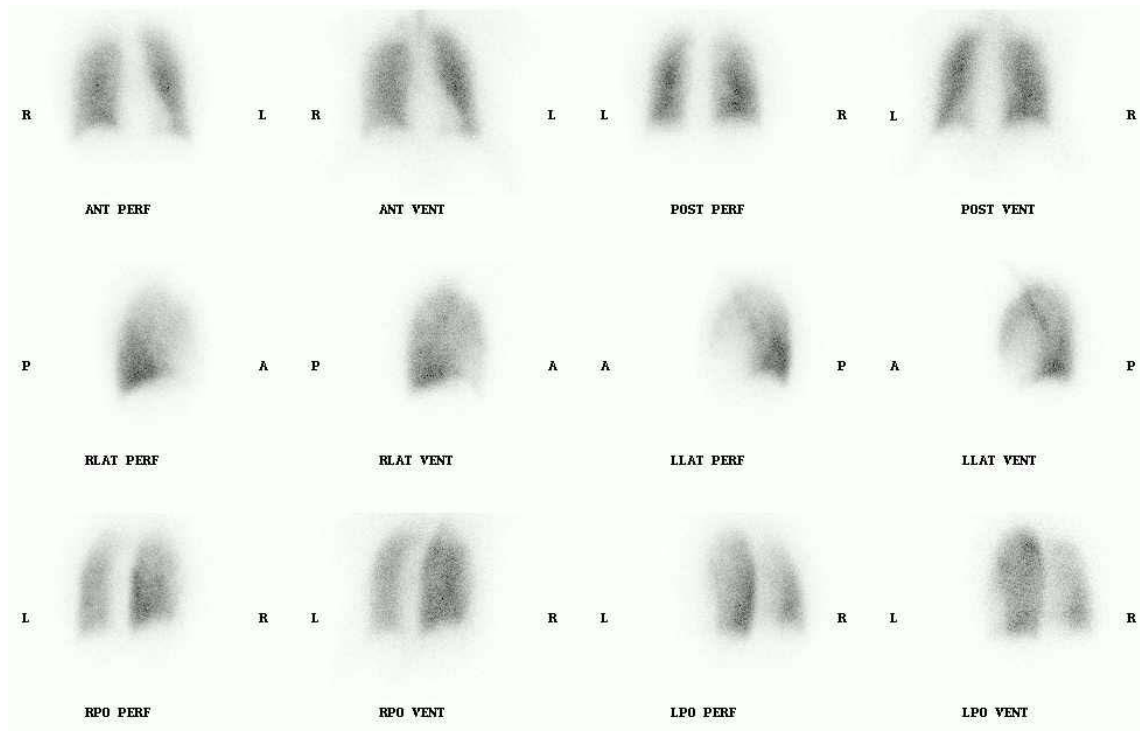 R L R L L R L R
ANT PERF ANT VENT POST PERF POST VENT
P A P A A P A P
RLAT PERF RLAT VENT LLAT PERF LLAT VENT
L R L R L R L R
RPO PERF RPO VENT LPO PERF LPO VENT